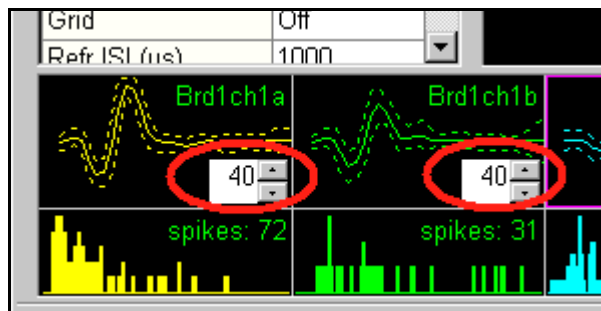 Grid Off
Refr ISI (us) 1000
Brd1ch1a Brd1ch1b
40 40
spikes: 72 spikes: 31